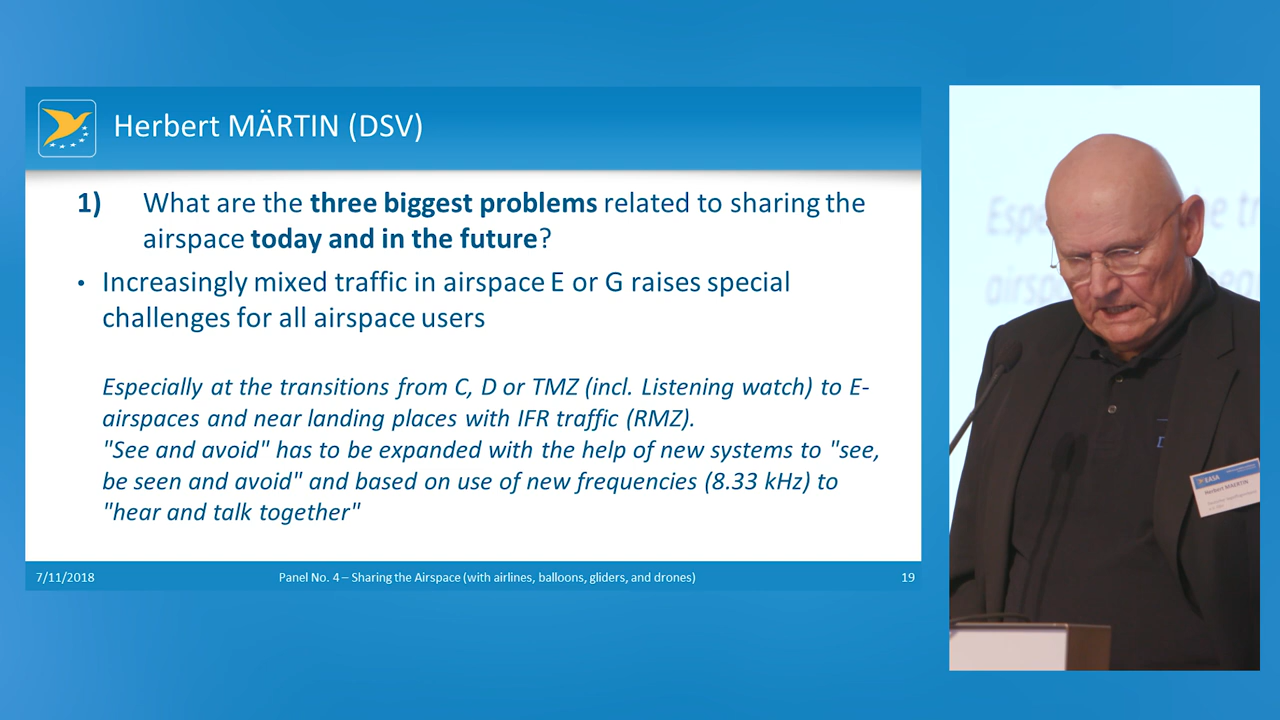 Herbert MÄRTIN (DSV)
1) What are the three biggest problems related to sharing the
airspace today and in the future?
• Increasingly mixed traffic in airspace E or G raises special
challenges for all airspace users
Especially at the transitions from C, D or TMZ (incl. Listening watch) to E-
airspaces and near landing places with IFR traffic (RMZ).
"See and avoid" has to be expanded with the help of new systems to "see,
be seen and avoid" and based on use of new frequencies (8.33 kHz) to
"hear and talk together"
7/11/2018
Panel No. 4 – Sharing the Airspace (with airlines, balloons, gliders, and drones)
19
EASA
Herbert MAERTIN